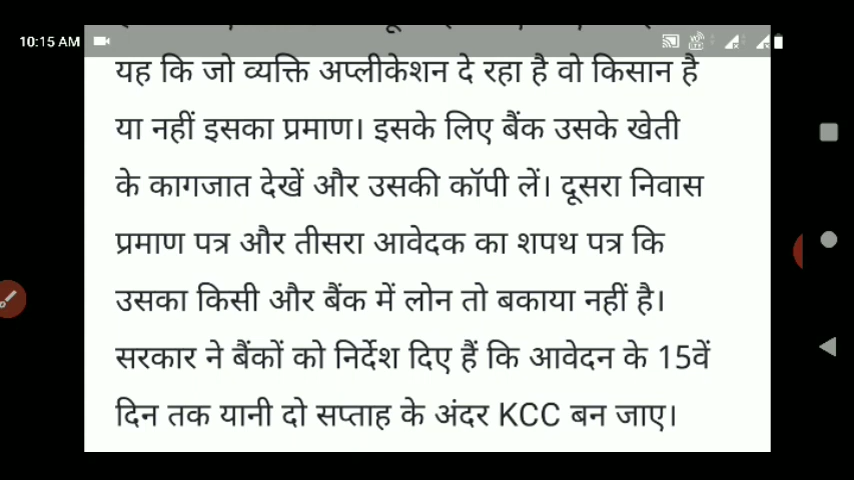 10:15 AM
यह कि जो व्यक्ति अप्लीकेशन दे रहा है वो किसान है
या नहीं इसका प्रमाण। इसके लिए बैंक उसके खेती
के कागजात देखें और उसकी कॉपी लें। दूसरा निवास
प्रमाण पत्र और तीसरा आवेदक का शपथ पत्र कि
उसका किसी और बैंक में लोन तो बकाया नहीं है।
सरकार ने बैंकों को निर्देश दिए हैं कि आवेदन के 15वें
दिन तक यानी दो सप्ताह के अंदर KCC बन जाए।